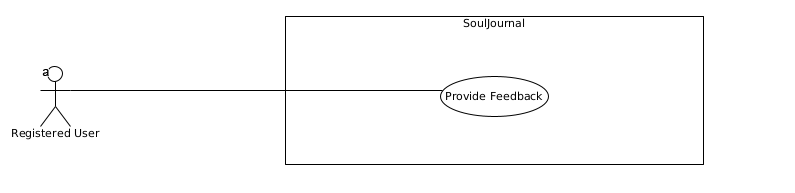 SoulJournal
a
Provide Feedback
Registered User